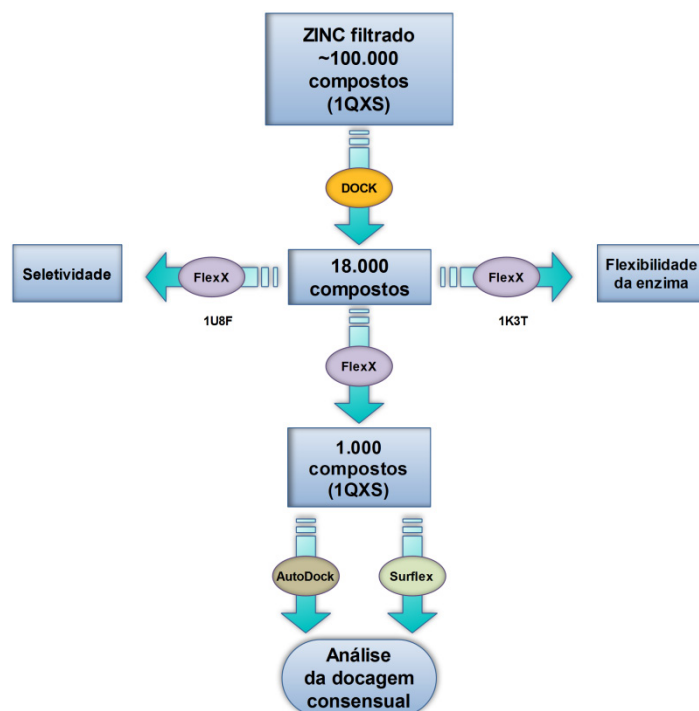 ZINC filtrado
~100.000
compostos
(1QXS)
DOCK
Seletividade
FlexX
1U8F
18.000
compostos
FlexX
1K3T
Flexibilidade
da enzima
FlexX
1.000
compostos
(1QXS)
AutoDock
Surflex
Análise
da docagem
consensual